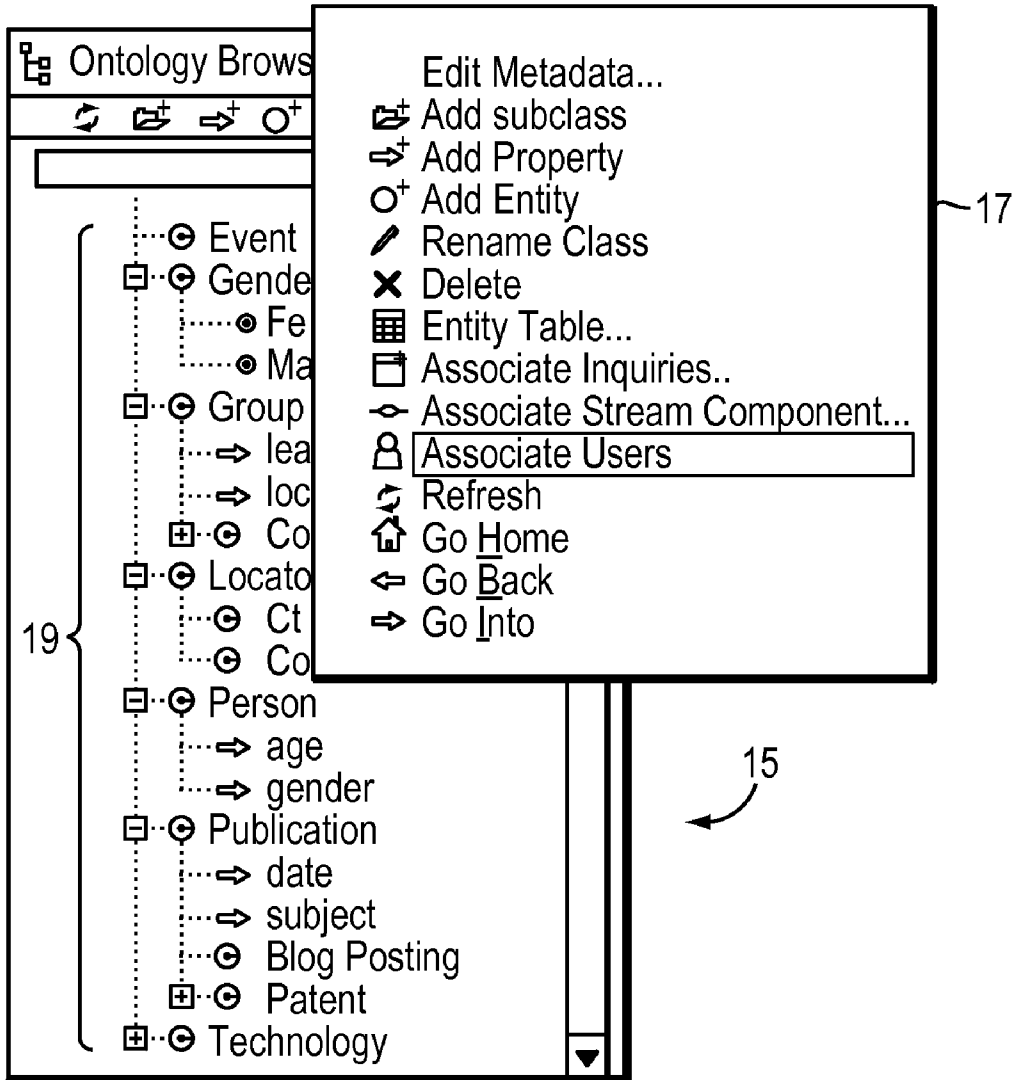 Ontology Brows
Edit Metadata...
Add subclass
Add Property
Add Entity
Rename Class
Delete
Entity Table...
Associate Inquiries..
Associate Stream Component...
Associate Users
Refresh
Go Home
Go Back
Go Into
17
Event
Gende
Fe
Ma
Group
lea
loc
Co
Locato
Ct
Co
Person
age
gender
Publication
date
subject
Blog Posting
Patent
Technology
19
15